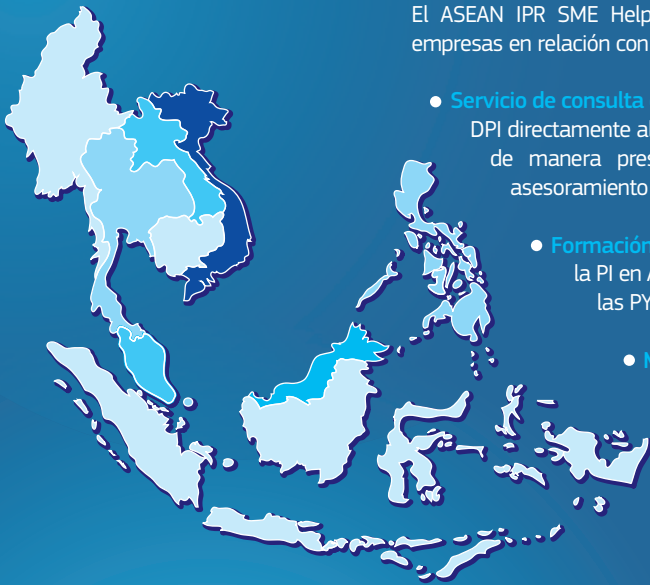 El ASEAN IPR SME Help
empresas en relación con
• Servicio de consulta
DPI directamente al
de manera pres
asesoramiento
• Formación
la PI en A
las PY
•